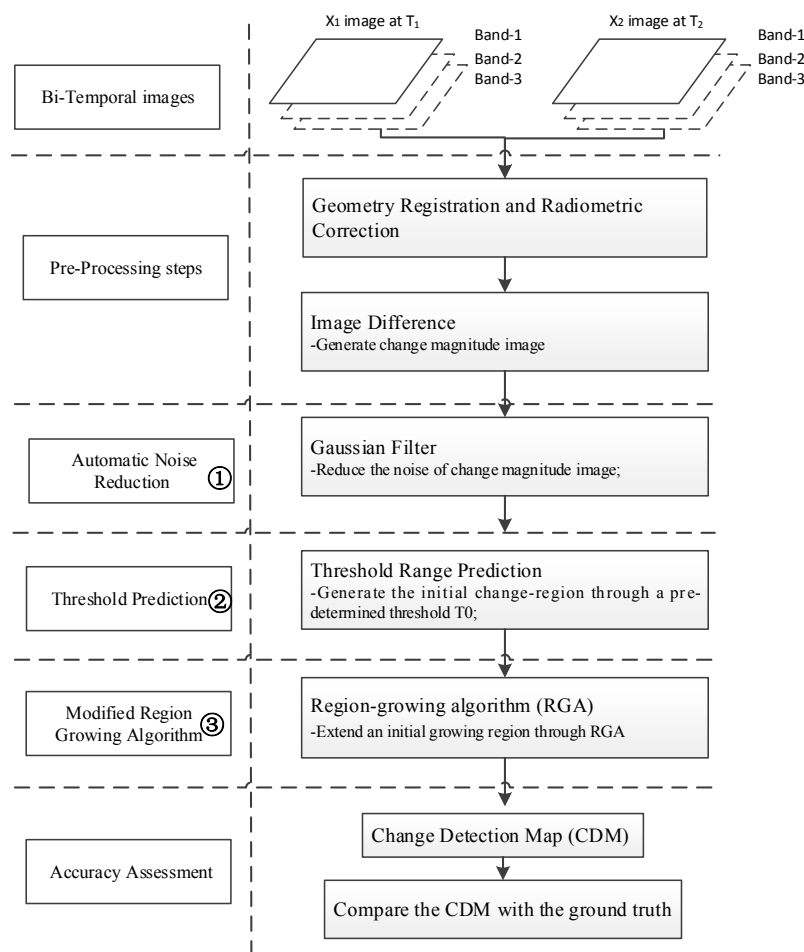 X1 image at T1
Band-1
Band-2
Band-3
X2 image at T2
Band-1
Band-2
Band-3
Bi-Temporal images
Geometry Registration and Radiometric
Correction
Pre-Processing steps
Image Difference
-Generate change magnitude image
Automatic Noise
Reduction ①
Gaussian Filter
-Reduce the noise of change magnitude image;
Threshold Prediction②
Threshold Range Prediction
-Generate the initial change-region through a pre-
determined threshold T0;
Modified Region
Growing Algorithm ③
Region-growing algorithm (RGA)
-Extend an initial growing region through RGA
Accuracy Assessment
Change Detection Map (CDM)
Compare the CDM with the ground truth